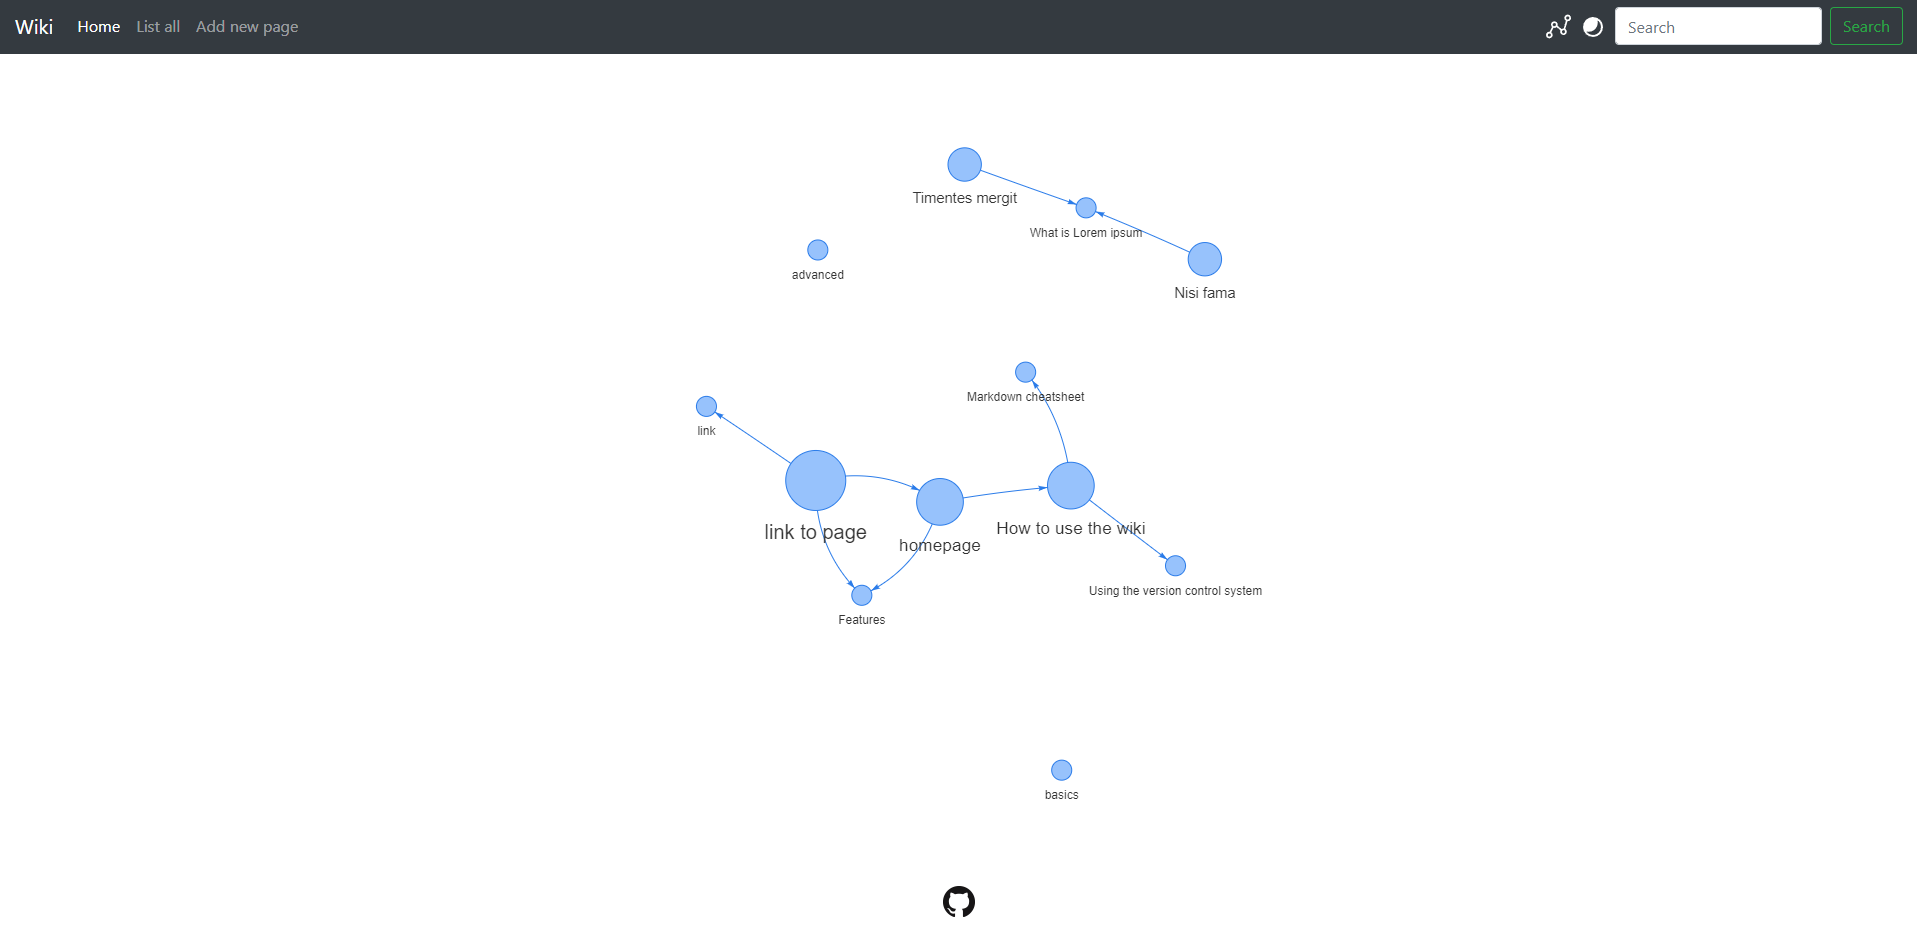 Wiki Home List all Add new page Search Search
Timentes mergit
What is Lorem ipsum
advanced
Nisi fama
Markdown cheatsheet
link
link to page
How to use the wiki
homepage
Using the version control system
Features
basics